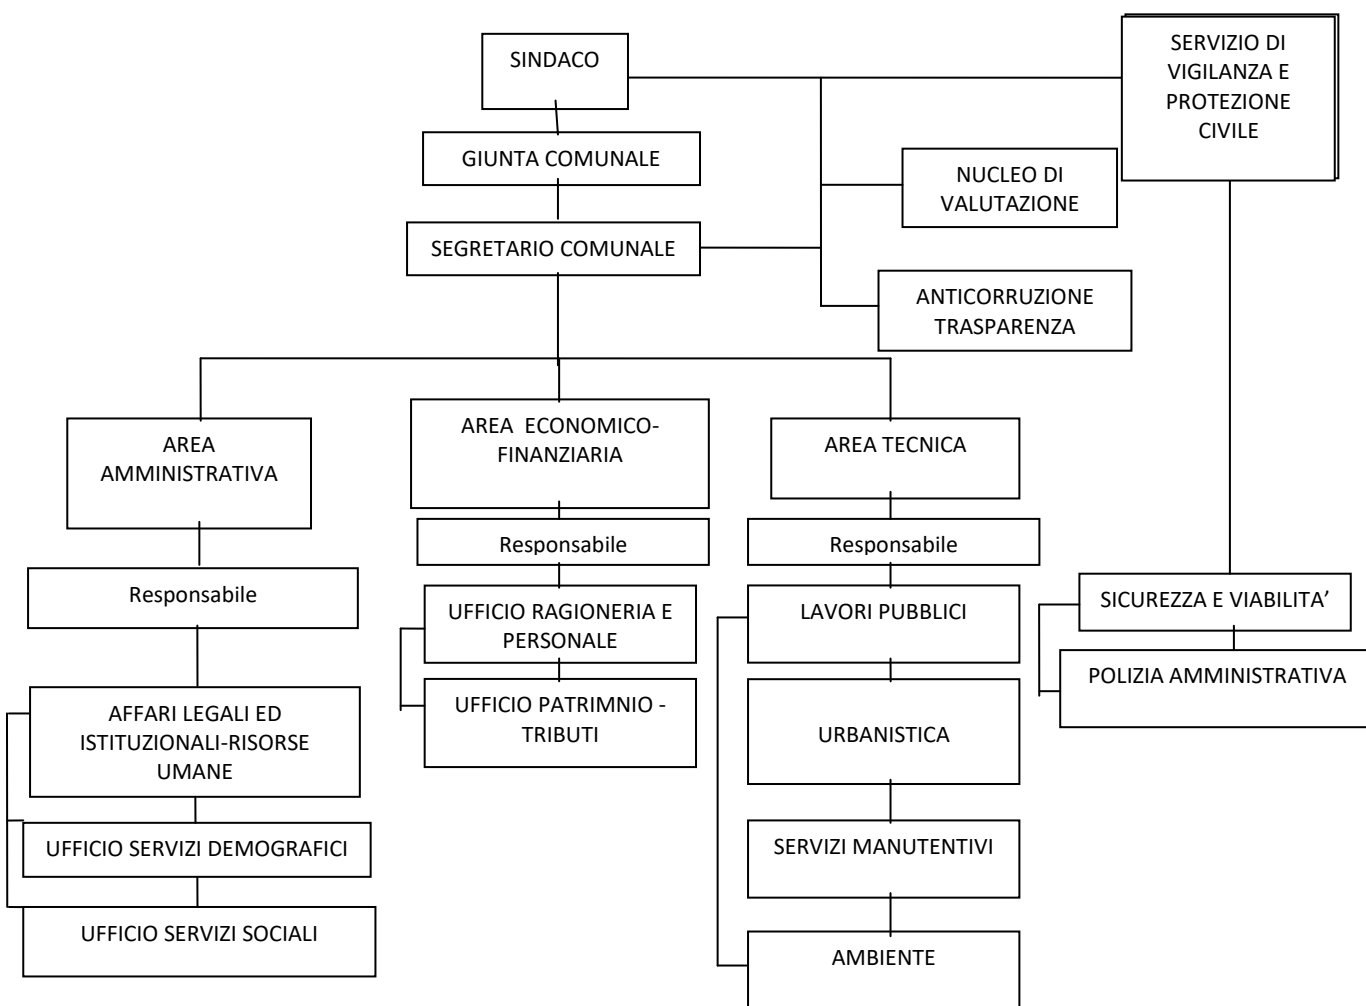 SINDACO
SERVIZIO DI
VIGILANZA E
PROTEZIONE
CIVILE
GIUNTA COMUNALE
NUCLEO DI
VALUTAZIONE
SEGRETARIO COMUNALE
ANTICORRUZIONE
TRASPARENZA
AREA
AMMINISTRATIVA
AREA ECONOMICO-
FINANZIARIA
AREA TECNICA
Responsabile
Responsabile
Responsabile
AFFARI LEGALI ED
ISTITUZIONALI-RISORSE
UMANE
UFFICIO SERVIZI DEMOGRAFICI
UFFICIO SERVIZI SOCIALI
UFFICIO RAGIONERIA E
PERSONALE
UFFICIO PATRIMNIO -
TRIBUTI
LAVORI PUBBLICI
URBANISTICA
SERVIZI MANUTENTIVI
AMBIENTE
SICUREZZA E VIABILITA’
POLIZIA AMMINISTRATIVA